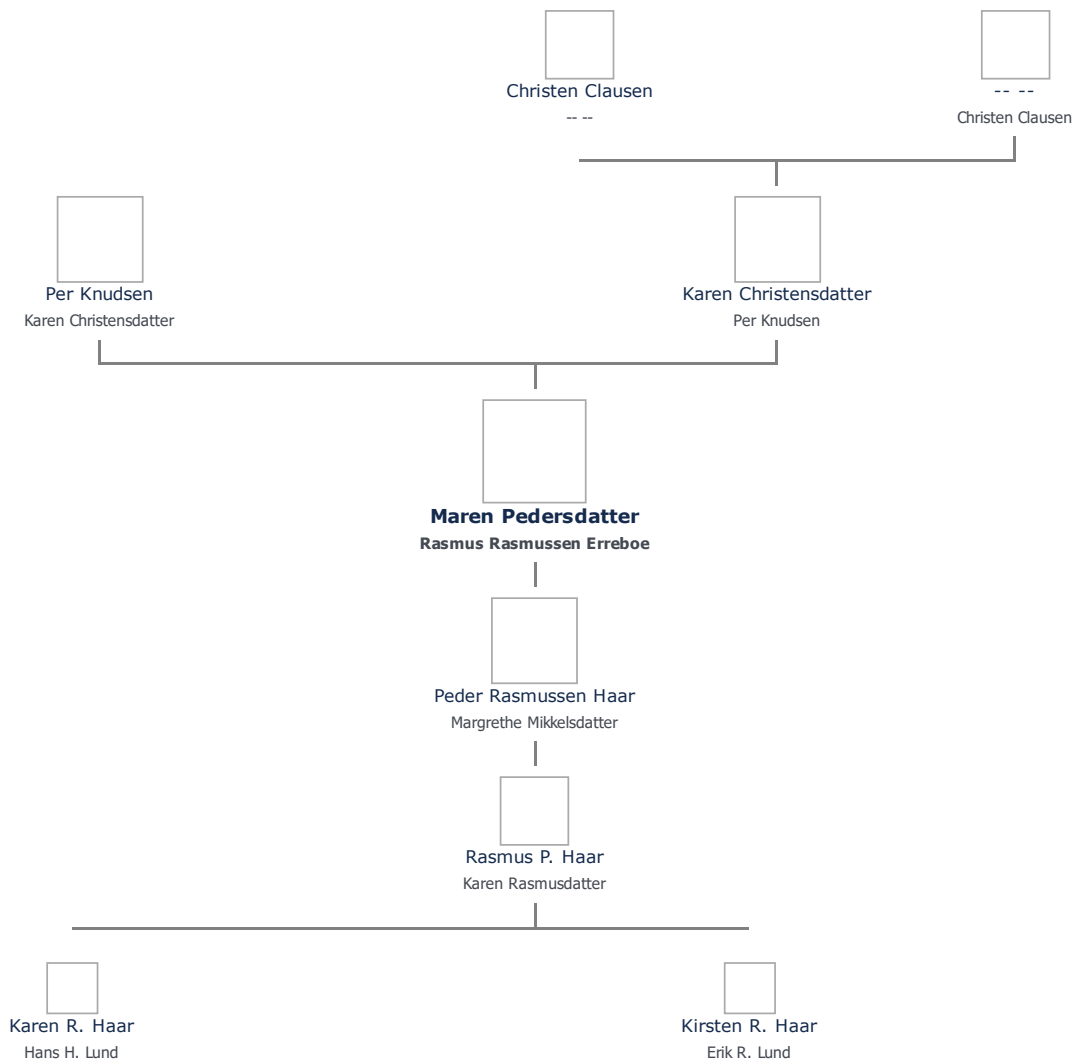 Christen Clausen
-- --
-- --
Christen Clausen
Per Knudsen
Karen Christensdatter
Karen Christensdatter
Per Knudsen
Maren Pedersdatter
Rasmus Rasmussen Erreboe
Peder Rasmussen Haar
Margrethe Mikkelsdatter
Rasmus P. Haar
Karen Rasmusdatter
Karen R. Haar
Hans H. Lund
Kirsten R. Haar
Erik R. Lund